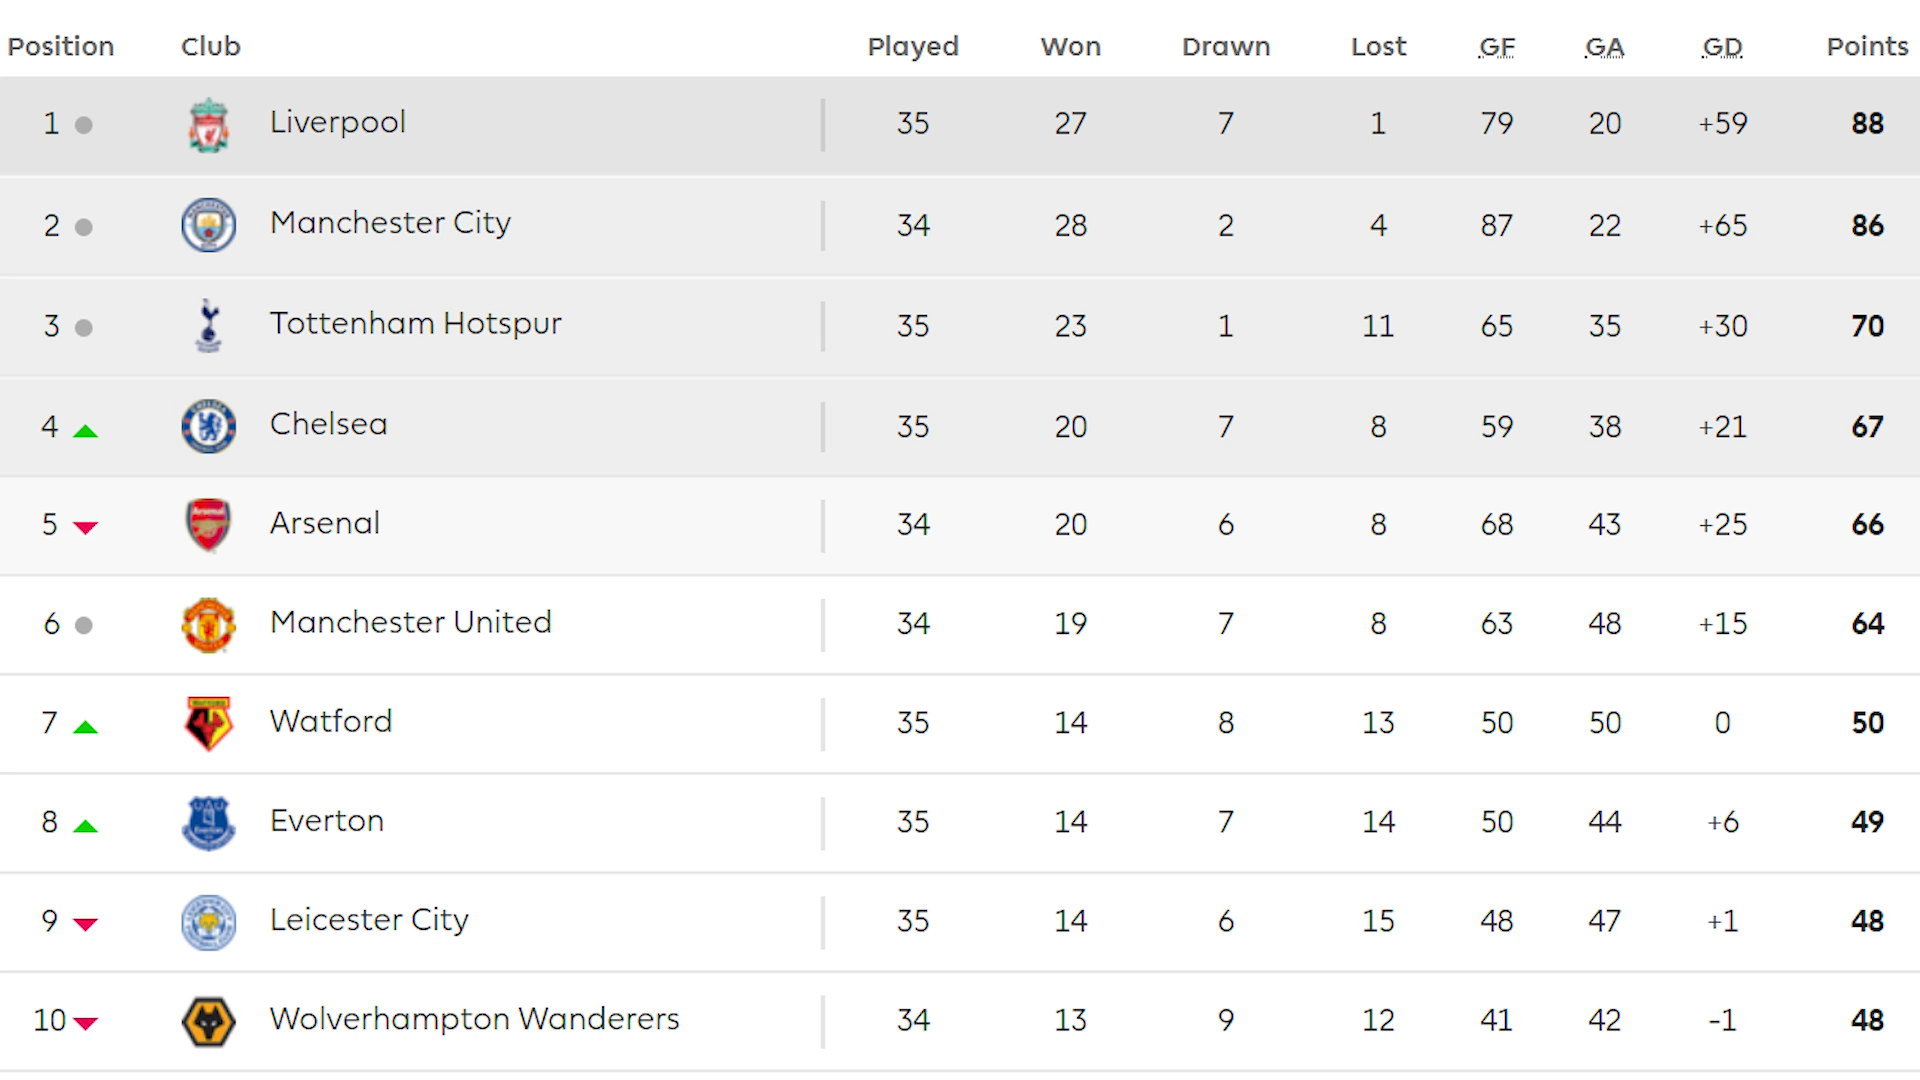 Position Club Played Won Drawn Lost GF GA GD Points
1 Liverpool 35 27 7 1 79 20 +59 88
2 Manchester City 34 28 2 4 87 22 +65 86
3 Tottenham Hotspur 35 23 1 11 65 35 +30 70
4 Chelsea 35 20 7 8 59 38 +21 67
5 Arsenal 34 20 6 8 68 43 +25 66
6 Manchester United 34 19 7 8 63 48 +15 64
7 Watford 35 14 8 13 50 50 0 50
8 Everton 35 14 7 14 50 44 +6 49
9 Leicester City 35 14 6 15 48 47 +1 48
10 Wolverhampton Wanderers 34 13 9 12 41 42 -1 48